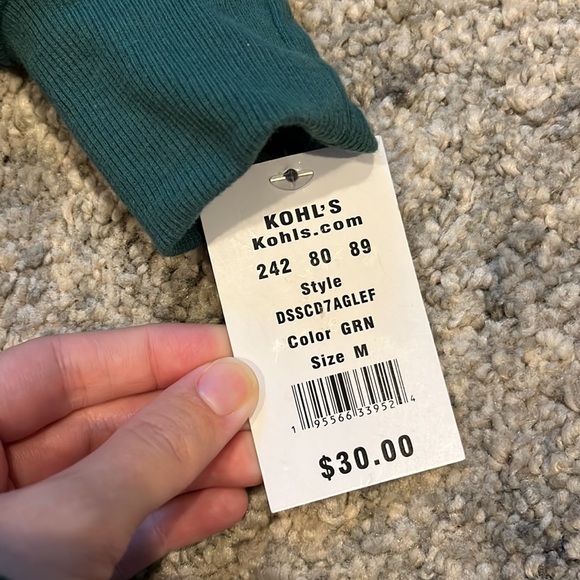 KOHL'S
Kohls.com
242 80 89
Style
DSSCD7AGLEF
Color GRN
Size M
1 95566 33952 4
$30.00